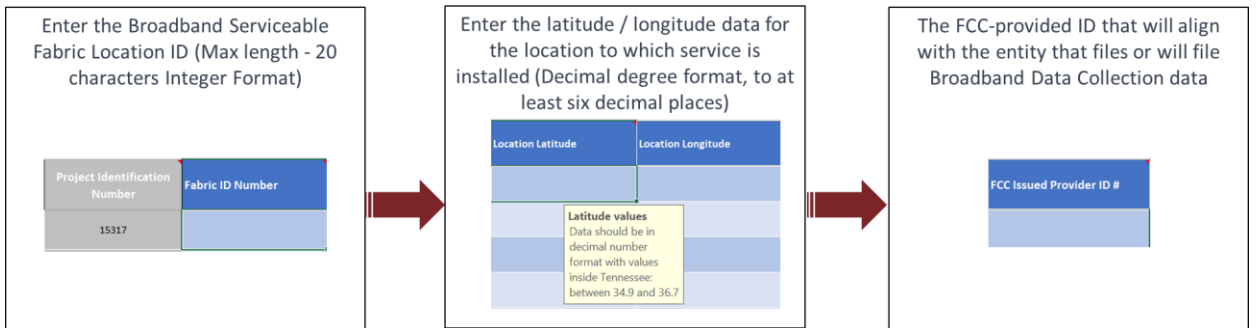 Enter the Broadband Serviceable
Fabric Location ID (Max length - 20
characters Integer Format)
Project Identification
Number
Fabric ID Number
15317
Enter the latitude / longitude data for
the location to which service is
installed (Decimal degree format, to at
least six decimal places)
Location Latitude
Location Longitude
Latitude values
Data should be in
decimal number
format with values
inside Tennessee:
between 34.9 and 36.7
The FCC-provided ID that will align
with the entity that files or will file
Broadband Data Collection data
FCC Issued Provider ID #